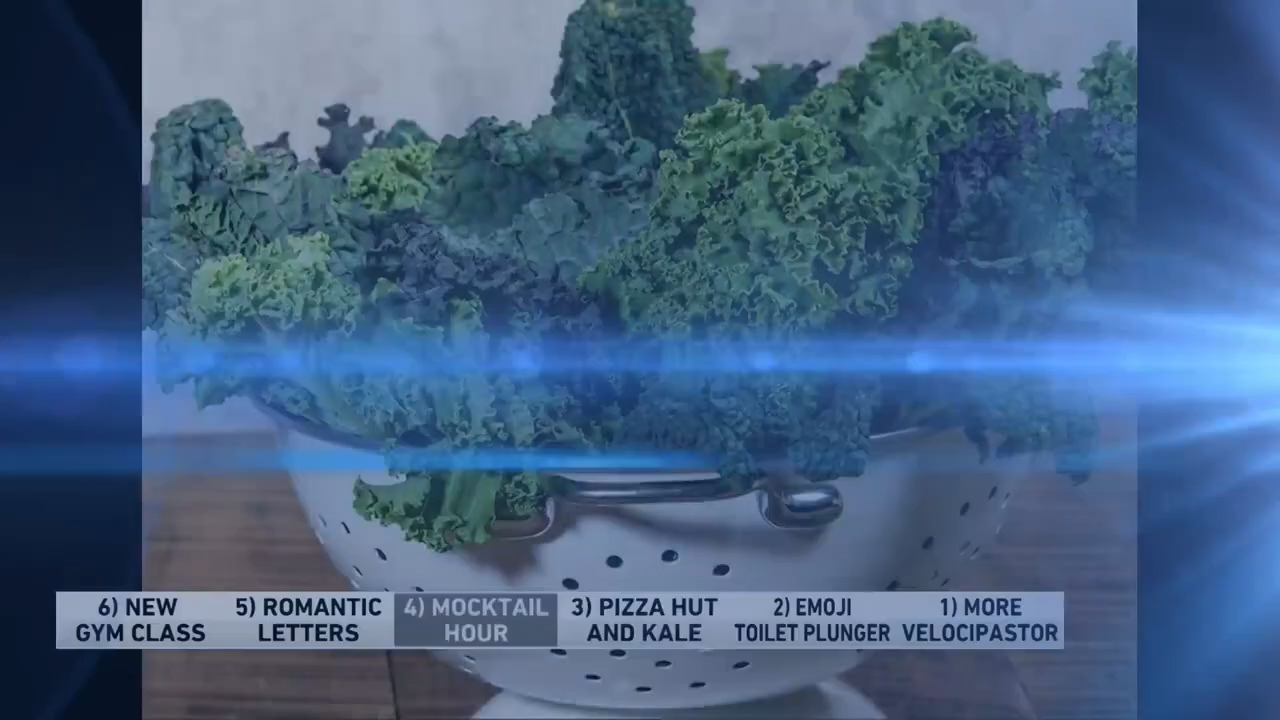 6) NEW
GYM CLASS
5) ROMANTIC
LETTERS
4) MOCKTAIL
HOUR
3) PIZZA HUT
AND KALE
2) EMOJI
TOILET PLUNGER
1) MORE
VELOCIPASTOR